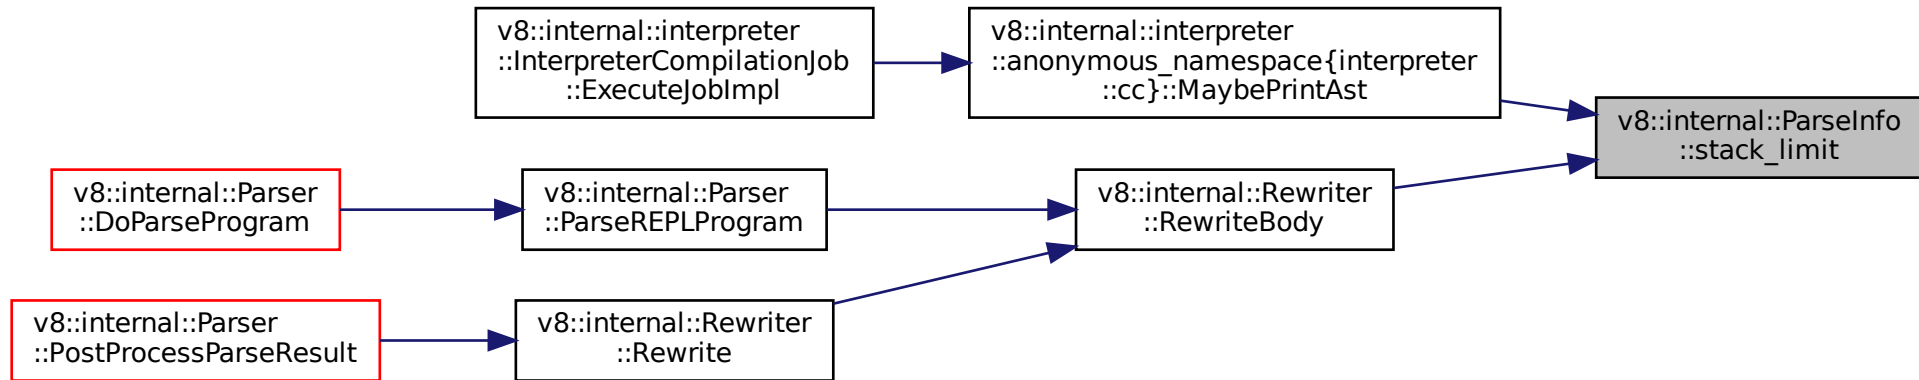 v8::internal::interpreter
::InterpreterCompilationJob
::ExecuteJobImpl
v8::internal::interpreter
::anonymous_namespace{interpreter
::cc}::MaybePrintAst
v8::internal::ParseInfo
::stack_limit
v8::internal::Parser
::DoParseProgram
v8::internal::Parser
::ParseREPLProgram
v8::internal::Rewriter
::RewriteBody
v8::internal::Parser
::PostProcessParseResult
v8::internal::Rewriter
::Rewrite